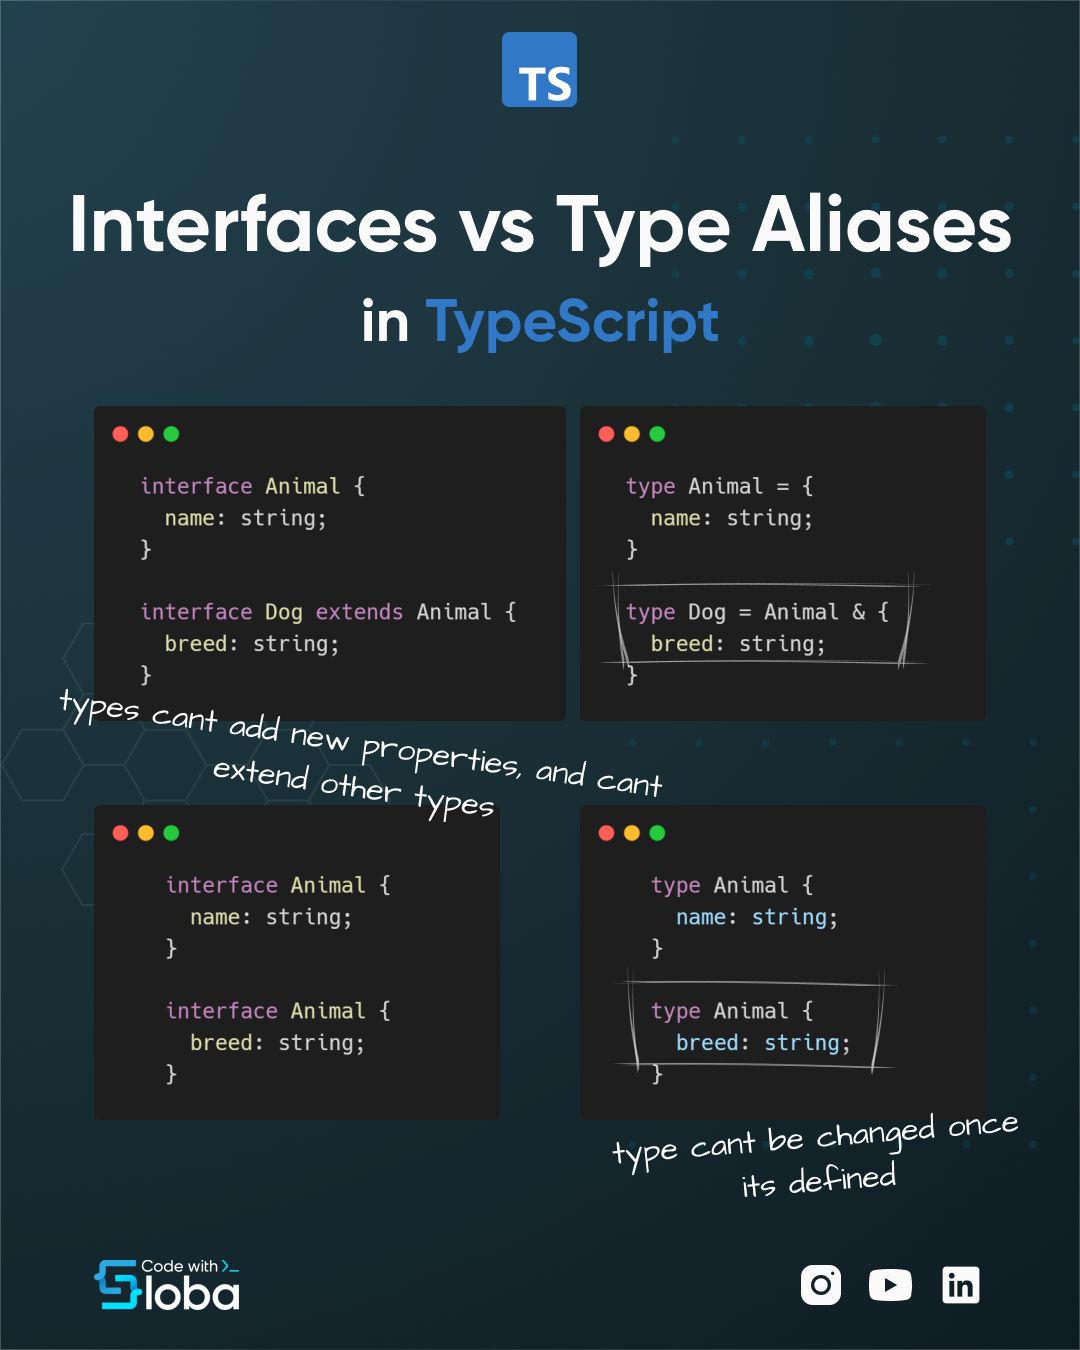 TS
Interfaces vs Type Aliases
in TypeScript
interface Animal {
  name: string;
}
interface Dog extends Animal {
  breed: string;
}
type Animal = {
  name: string;
}
type Dog = Animal & {
  breed: string;
}
types cant add new properties, and cant
extend other types
interface Animal {
  name: string;
}
interface Animal {
  breed: string;
}
type Animal {
  name: string;
}
type Animal {
  breed: string;
}
type cant be changed once
its defined
Code with >_
Sloba
in